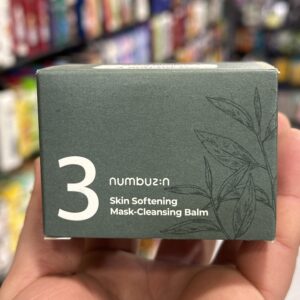 3
numbuz:n
Skin Softening
Mask-Cleansing Balm